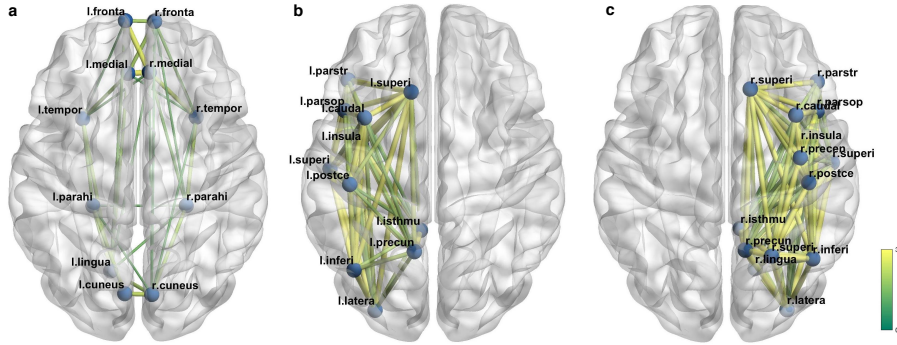 a
l.fronta
r.fronta
l.medial
r.medial
l.tempor
r.tempor
l.parahi
r.parahi
l.lingua
l.cuneus
r.cuneus
b
l.parstr
l.superi
l.parsop
l.caudal
l.insula
l.superi
l.postce
l.isthmu
l.precun
l.inferi
l.latera
c
r.superi
r.parstr
r.caudal
r.parsop
r.insula
r.precen
r.superi
r.postce
r.isthmu
r.precun
r.superi
r.inferi
r.lingua
r.latera